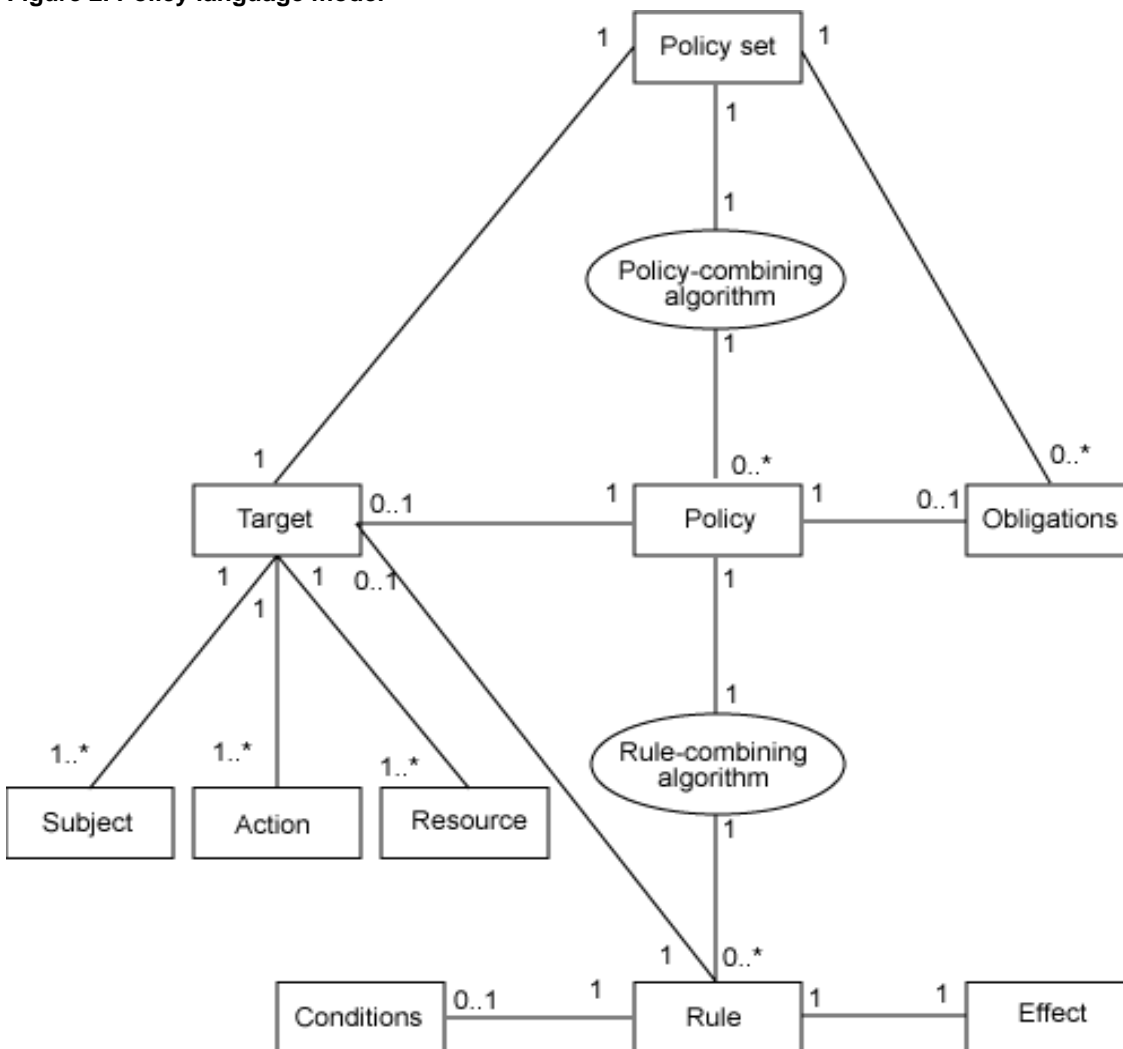 Figure 2. Policy language model
1
Policy set
1
1
1
Policy-combining
algorithm
1
1
0..*
0..*
Target
0..1
1
Policy
1
0..1
Obligations
1
1
1
0..1
1
1
1..*
1..*
1..*
Rule-combining
algorithm
Subject
Action
Resource
1
1
0..*
Conditions
0..1
1
Rule
1
1
Effect